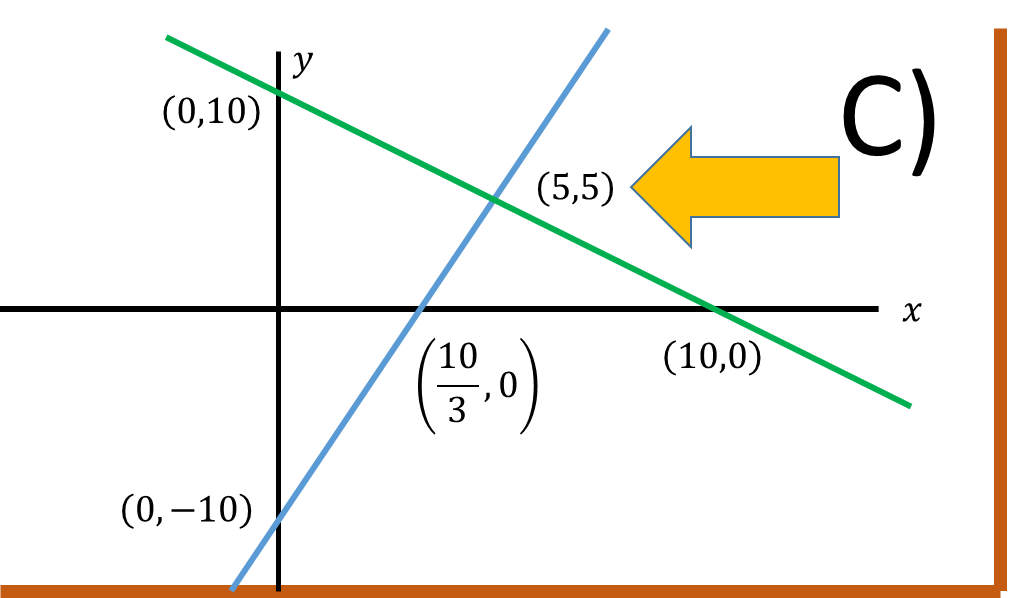 y
C)
(0,10)
(5,5)
x
(10,0)
(10/3, 0)
(0,−10)